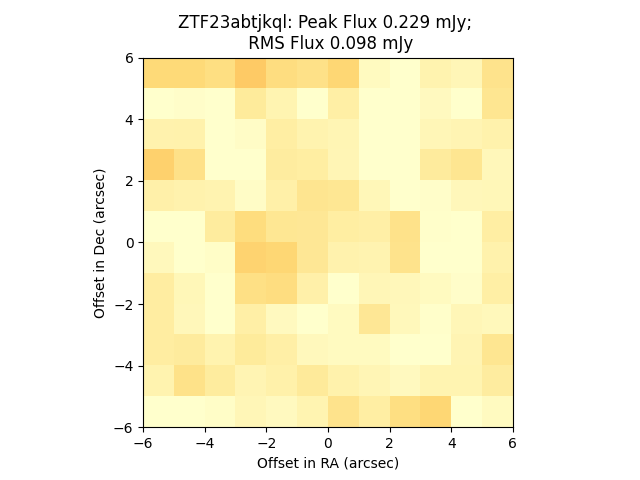 ZTF23abtjkql: Peak Flux 0.229 mJy;
RMS Flux 0.098 mJy
6
4
2
0
−2
−4
−6
Offset in Dec (arcsec)
−6 −4 −2 0 2 4 6
Offset in RA (arcsec)